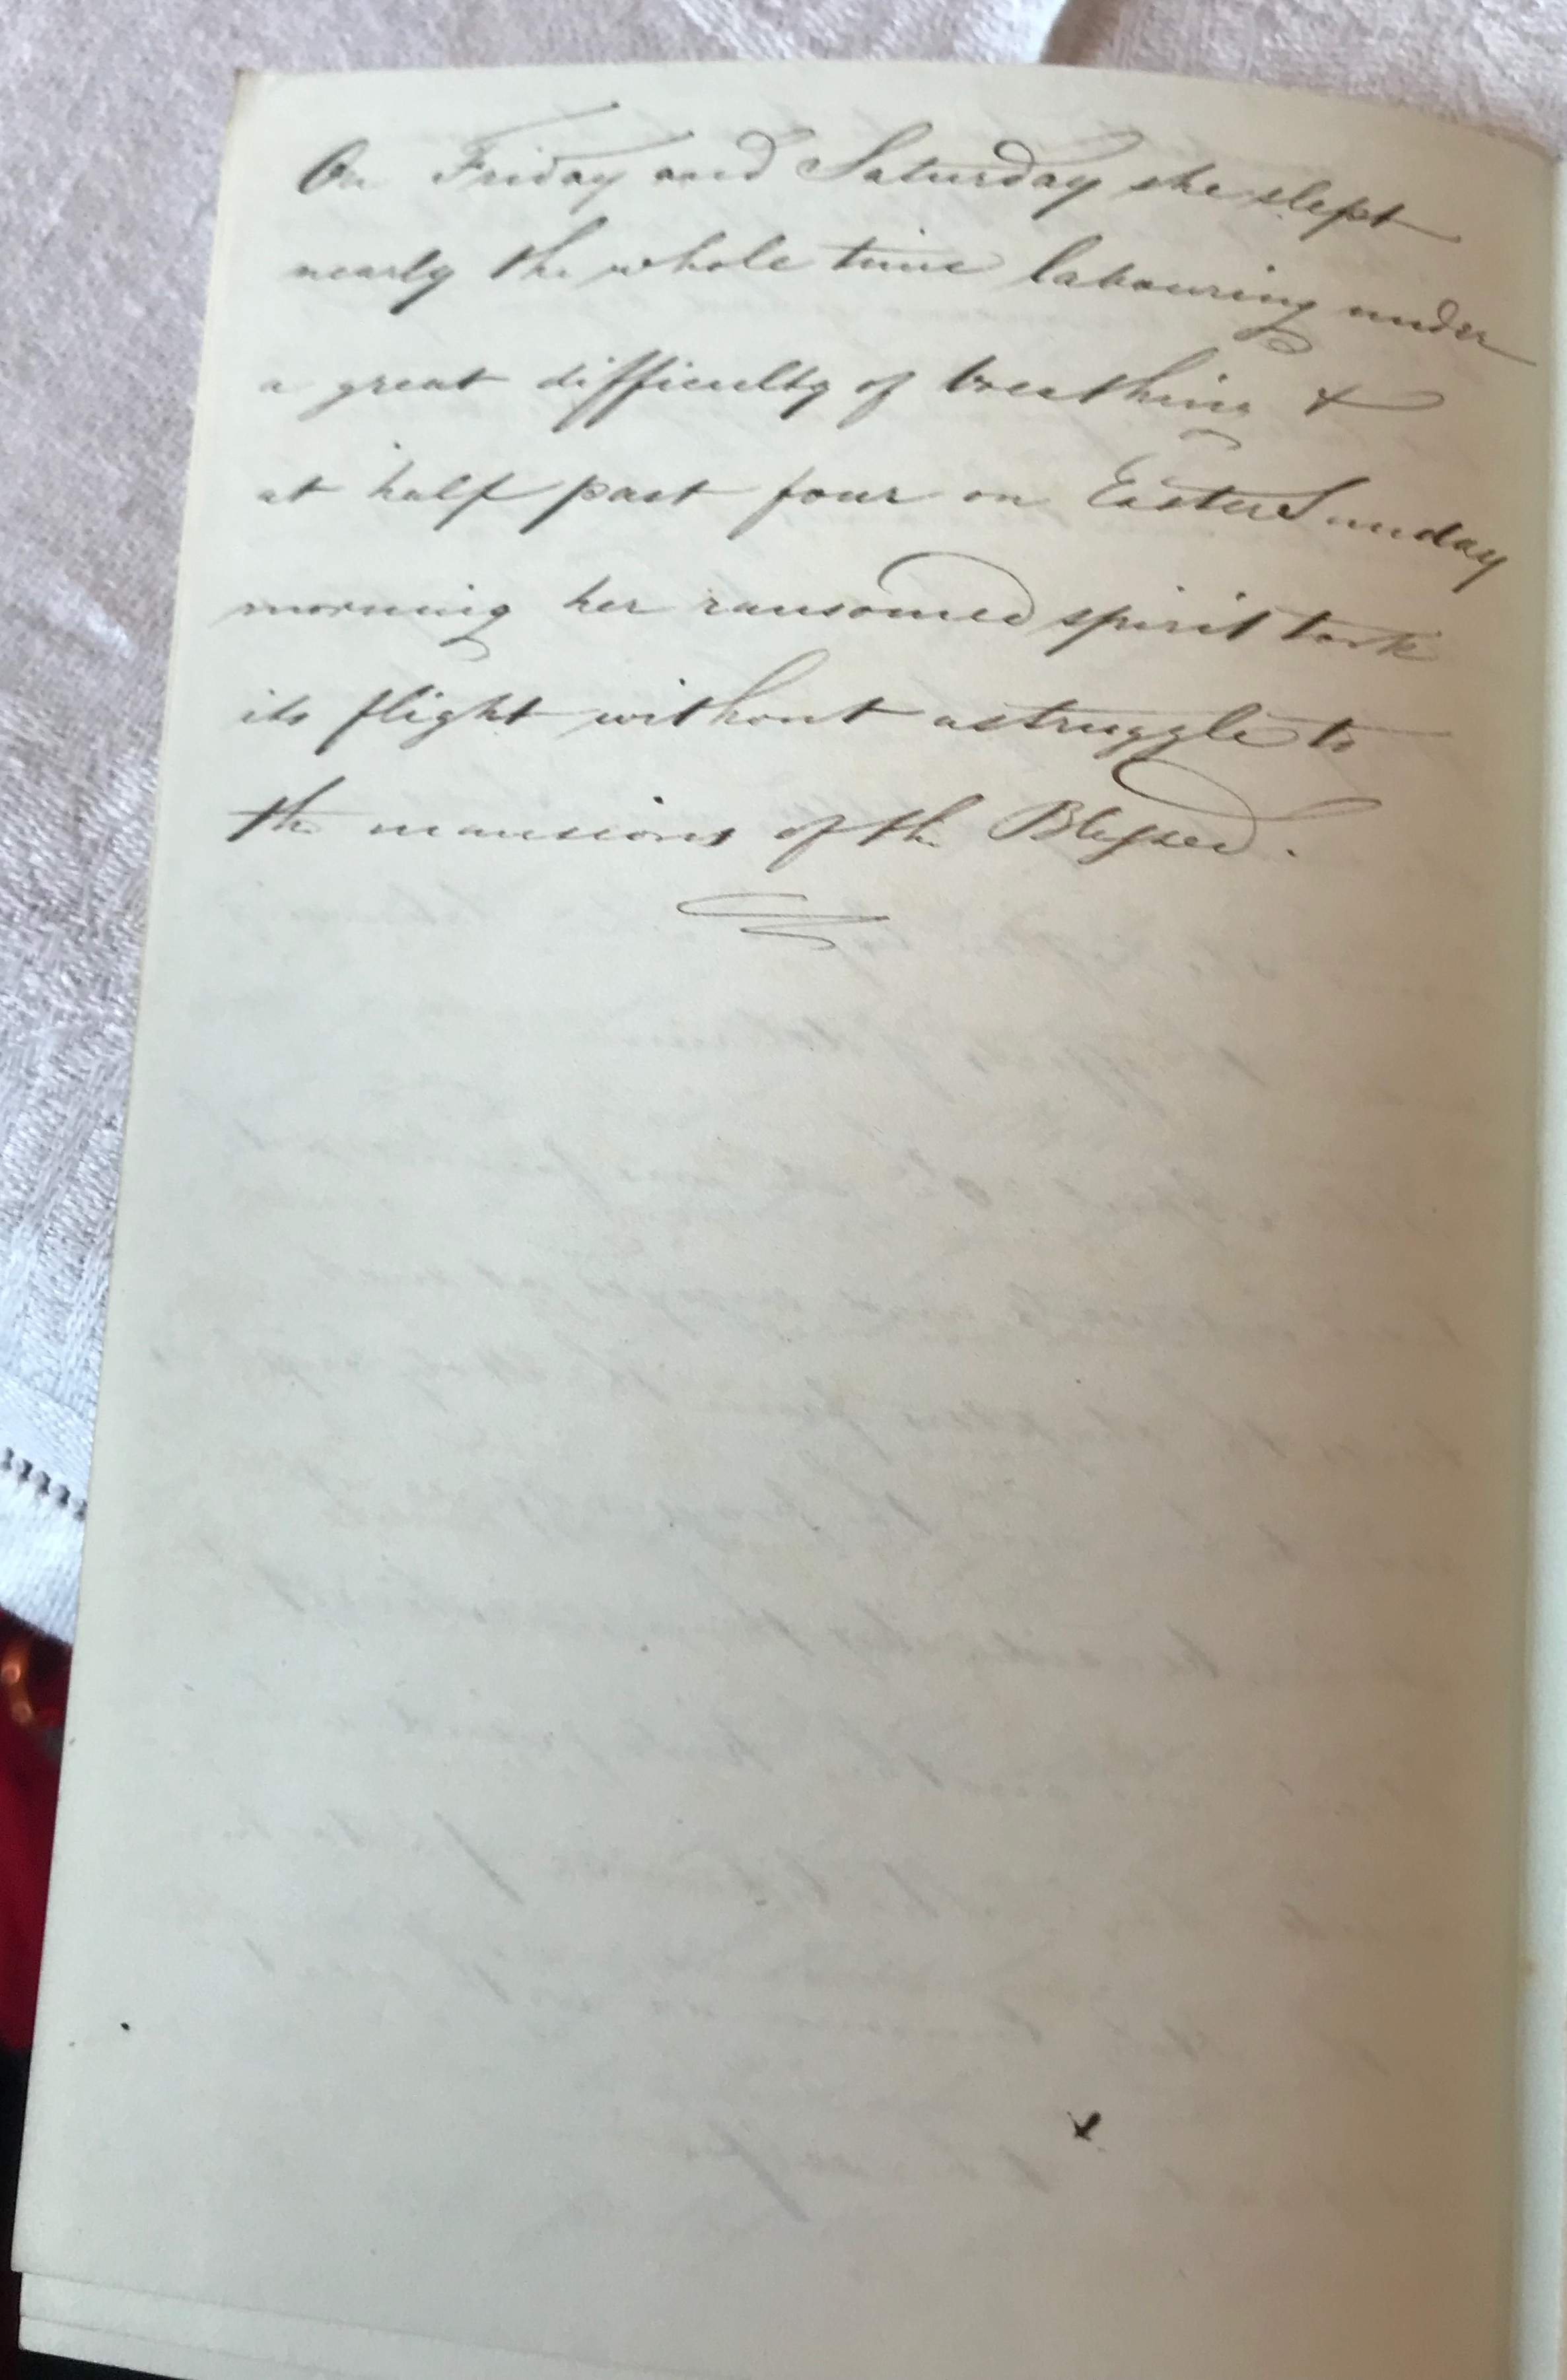 On Friday and Saturday she slept
nearly the whole time labouring under
a great difficulty of breathing &
at half past four on Easter Sunday
morning her ransomed spirit took
its flight without a struggle to
the mansions of the Blessed.
x